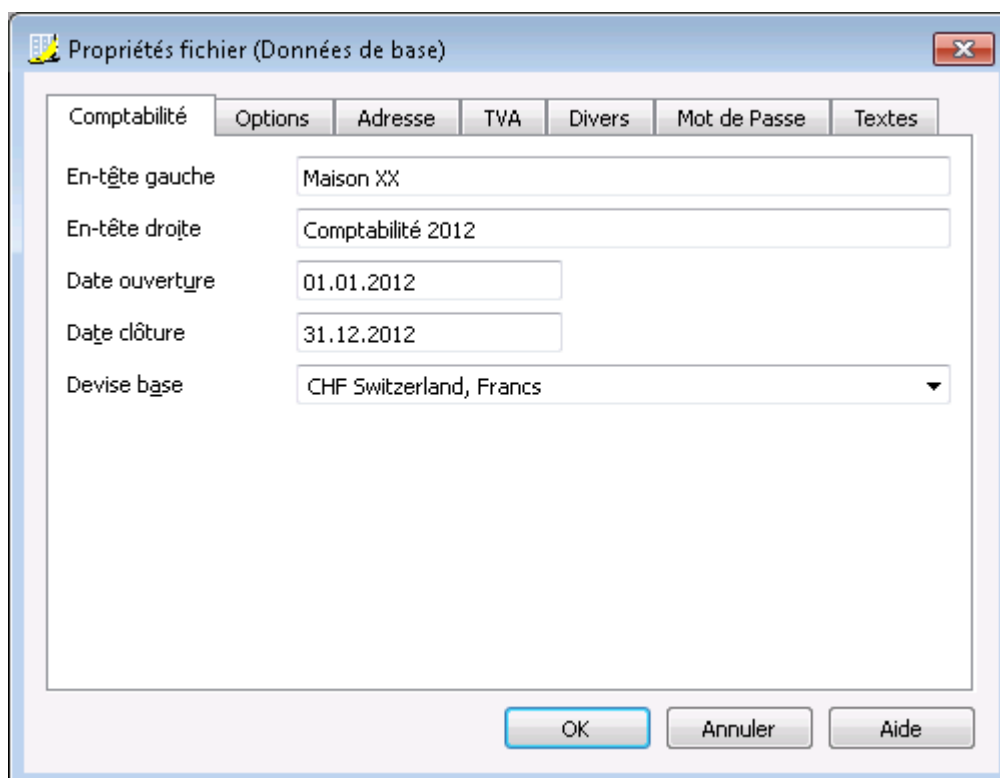 Propriétés fichier (Données de base)
Comptabilité Options Adresse TVA Divers Mot de Passe Textes
En-tête gauche Maison XX
En-tête droite Comptabilité 2012
Date ouverture 01.01.2012
Date clôture 31.12.2012
Devise base CHF Switzerland, Francs
OK Annuler Aide